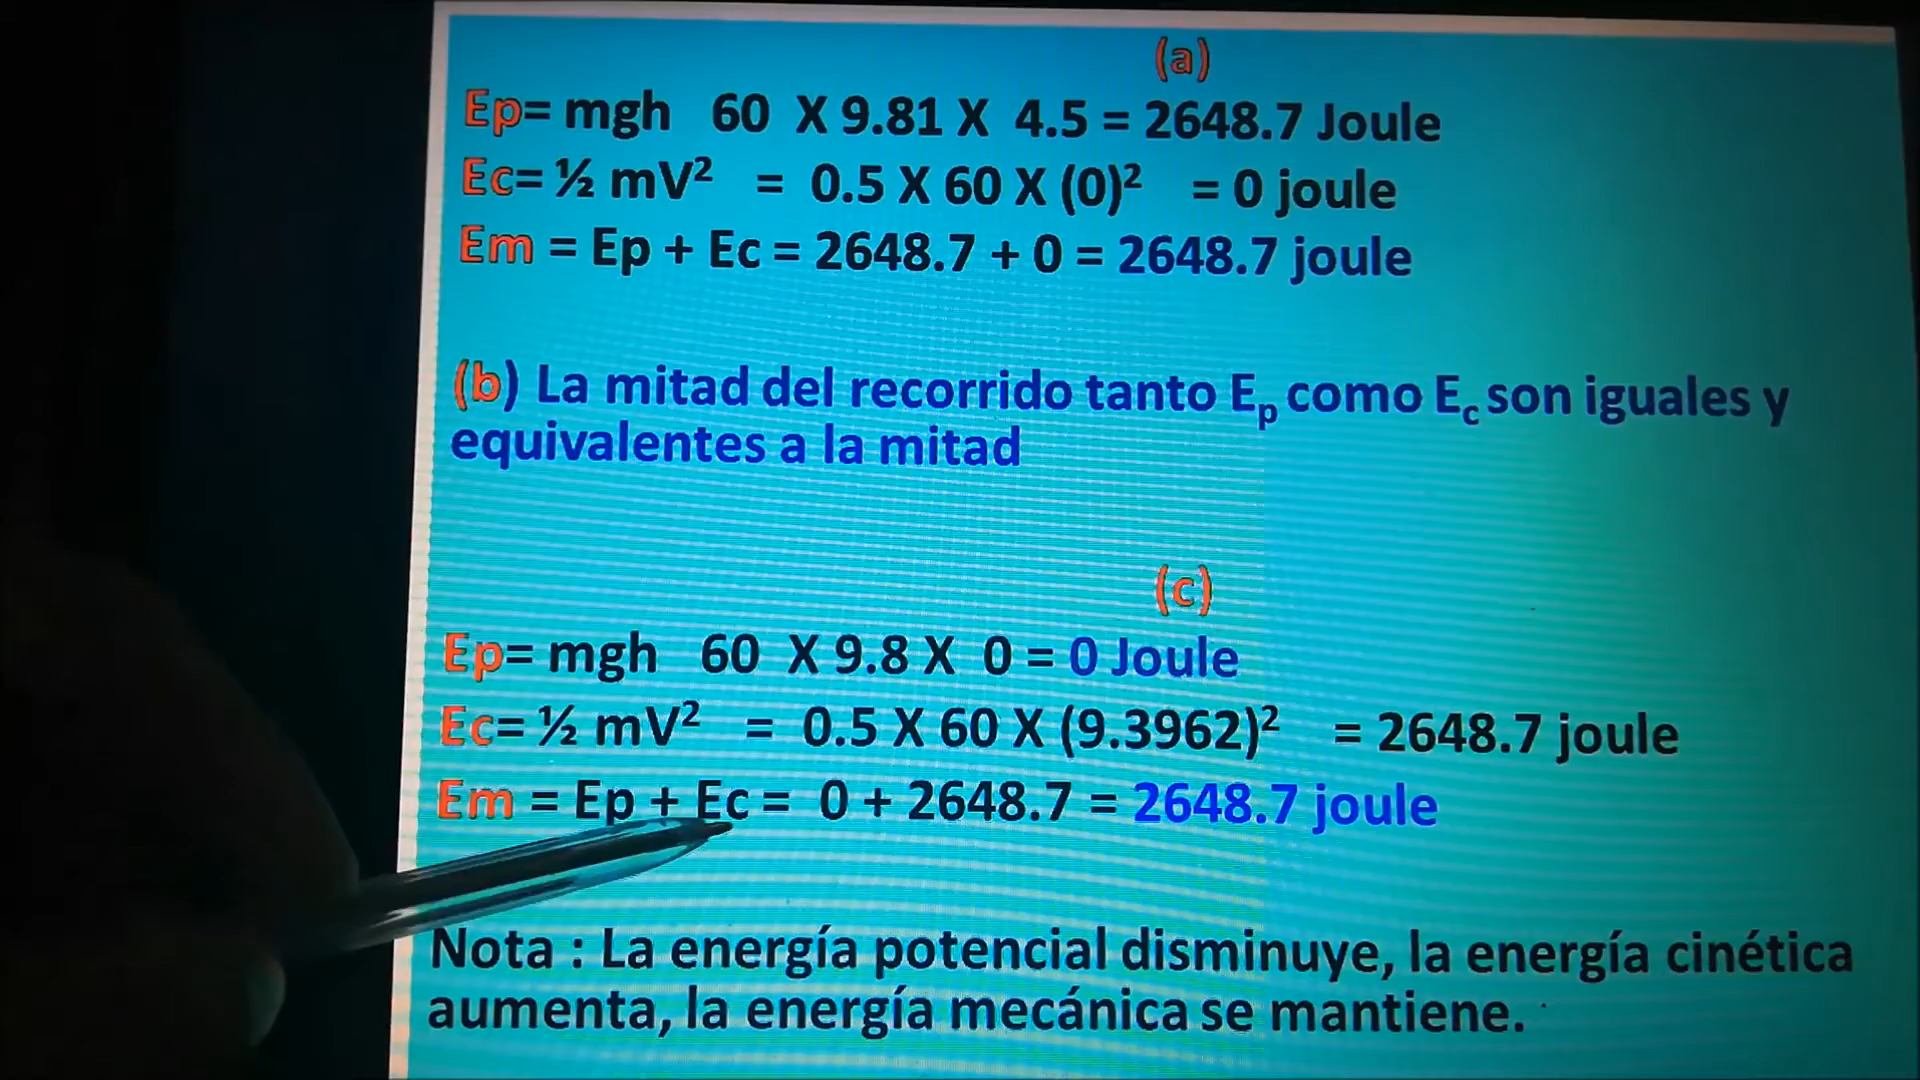 (a)
Ep= mgh 60 X 9.81 X 4.5 = 2648.7 Joule
Ec= ½ mV² = 0.5 X 60 X (0)² = 0 joule
Em = Ep + Ec = 2648.7 + 0 = 2648.7 joule
(b) La mitad del recorrido tanto Eₚ como E꜀ son iguales y
equivalentes a la mitad
(c)
Ep= mgh 60 X 9.8 X 0 = 0 Joule
Ec= ½ mV² = 0.5 X 60 X (9.3962)² = 2648.7 joule
Em = Ep + Ec = 0 + 2648.7 = 2648.7 joule
Nota : La energía potencial disminuye, la energía cinética
aumenta, la energía mecánica se mantiene.